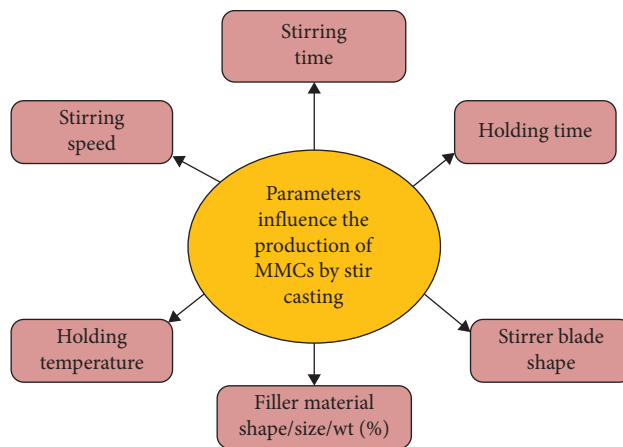 Stirring
time
Stirring
speed
Holding time
Parameters
influence the
production of
MMCs by stir
casting
Holding
temperature
Stirrer blade
shape
Filler material
shape/size/wt (%)